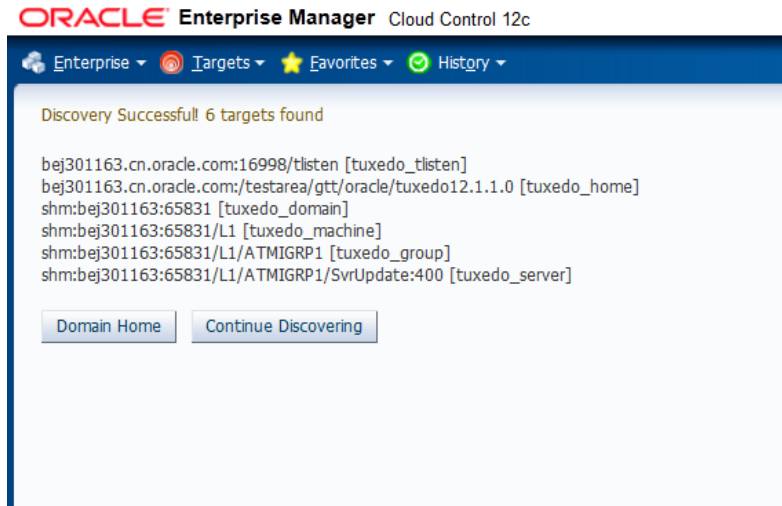 ORACLE Enterprise Manager Cloud Control 12c
Enterprise Targets Favorites History
Discovery Successful! 6 targets found
bej301163.cn.oracle.com:16998/tlisten [tuxedo_tlisten]
bej301163.cn.oracle.com:/testarea/gtt/oracle/tuxedo12.1.1.0 [tuxedo_home]
shm:bej301163:65831 [tuxedo_domain]
shm:bej301163:65831/L1 [tuxedo_machine]
shm:bej301163:65831/L1/ATMIGRP1 [tuxedo_group]
shm:bej301163:65831/L1/ATMIGRP1/SvrUpdate:400 [tuxedo_server]
Domain Home Continue Discovering